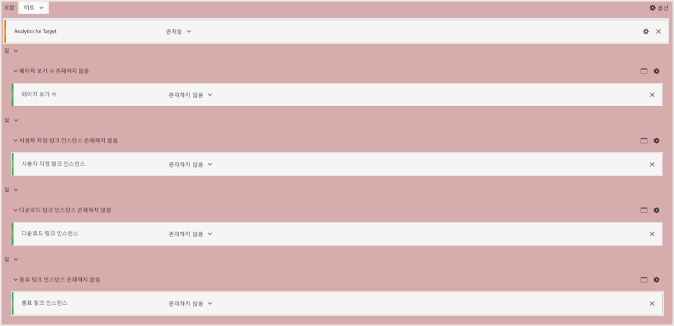 포함 히트 옵션
Analytics for Target 존재함
및
페이지 보기 수 존재하지 않음
페이지 보기 수 존재하지 않음
및
사용자 지정 링크 인스턴스 존재하지 않음
사용자 지정 링크 인스턴스 존재하지 않음
및
다운로드 링크 인스턴스 존재하지 않음
다운로드 링크 인스턴스 존재하지 않음
및
종료 링크 인스턴스 존재하지 않음
종료 링크 인스턴스 존재하지 않음